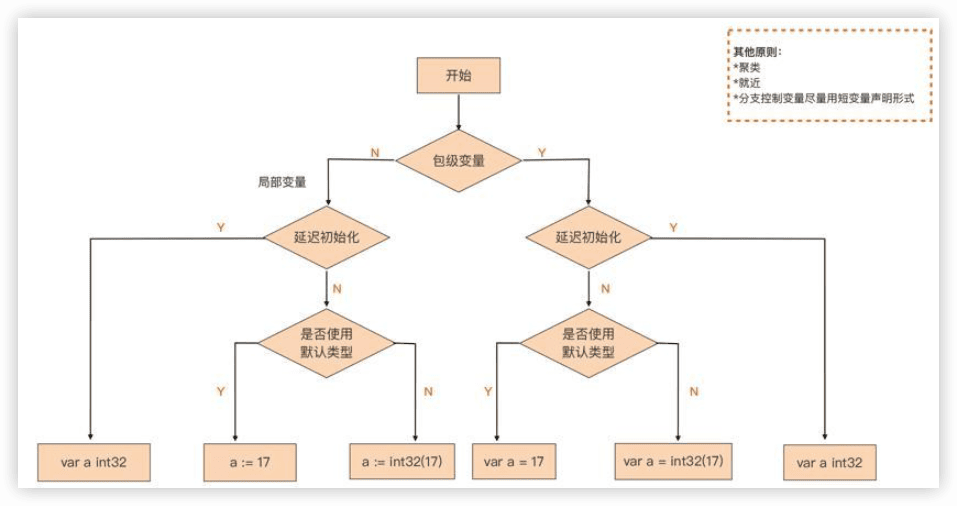 其他原则：
*聚类
*就近
*分支控制变量尽量用短变量声明形式
开始
N
包级变量
Y
局部变量
Y
延迟初始化
延迟初始化
Y
N
N
是否使用
默认类型
是否使用
默认类型
Y
N
Y
N
var a int32
a := 17
a := int32(17)
var a = 17
var a = int32(17)
var a int32